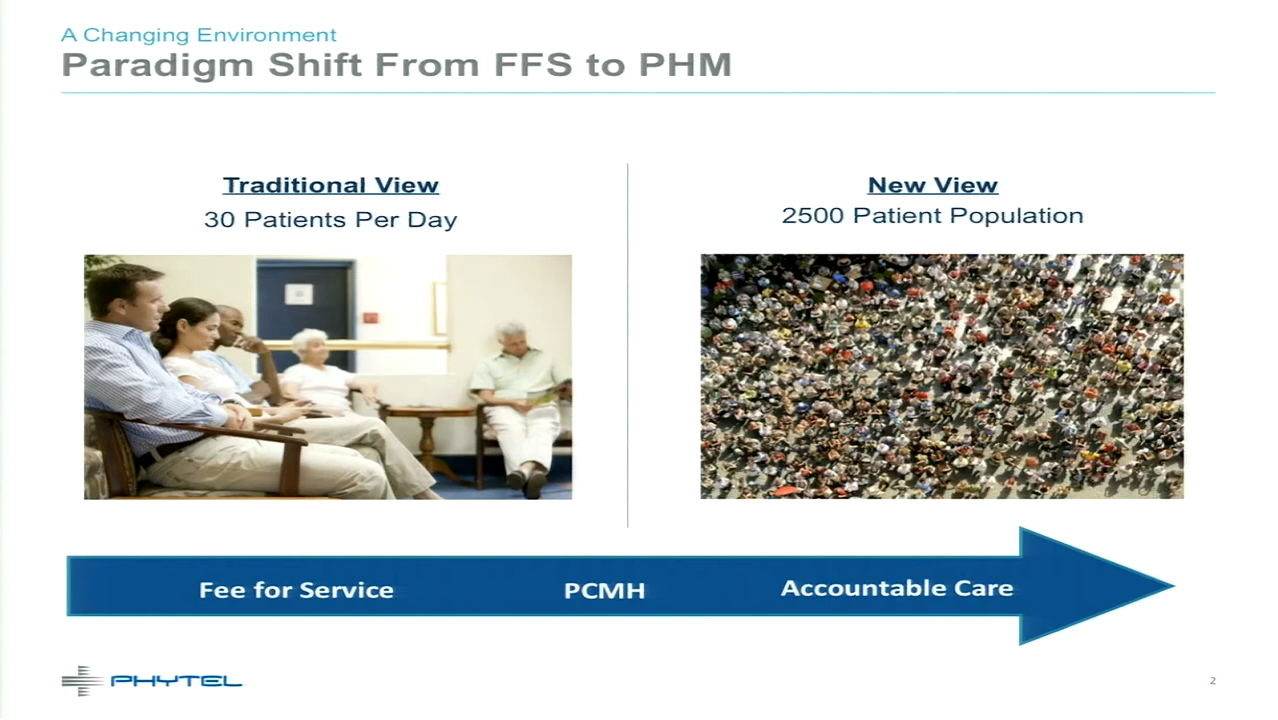 A Changing Environment
Paradigm Shift From FFS to PHM
Traditional View
30 Patients Per Day
New View
2500 Patient Population
Fee for Service
PCMH
Accountable Care
PHYTEL
2